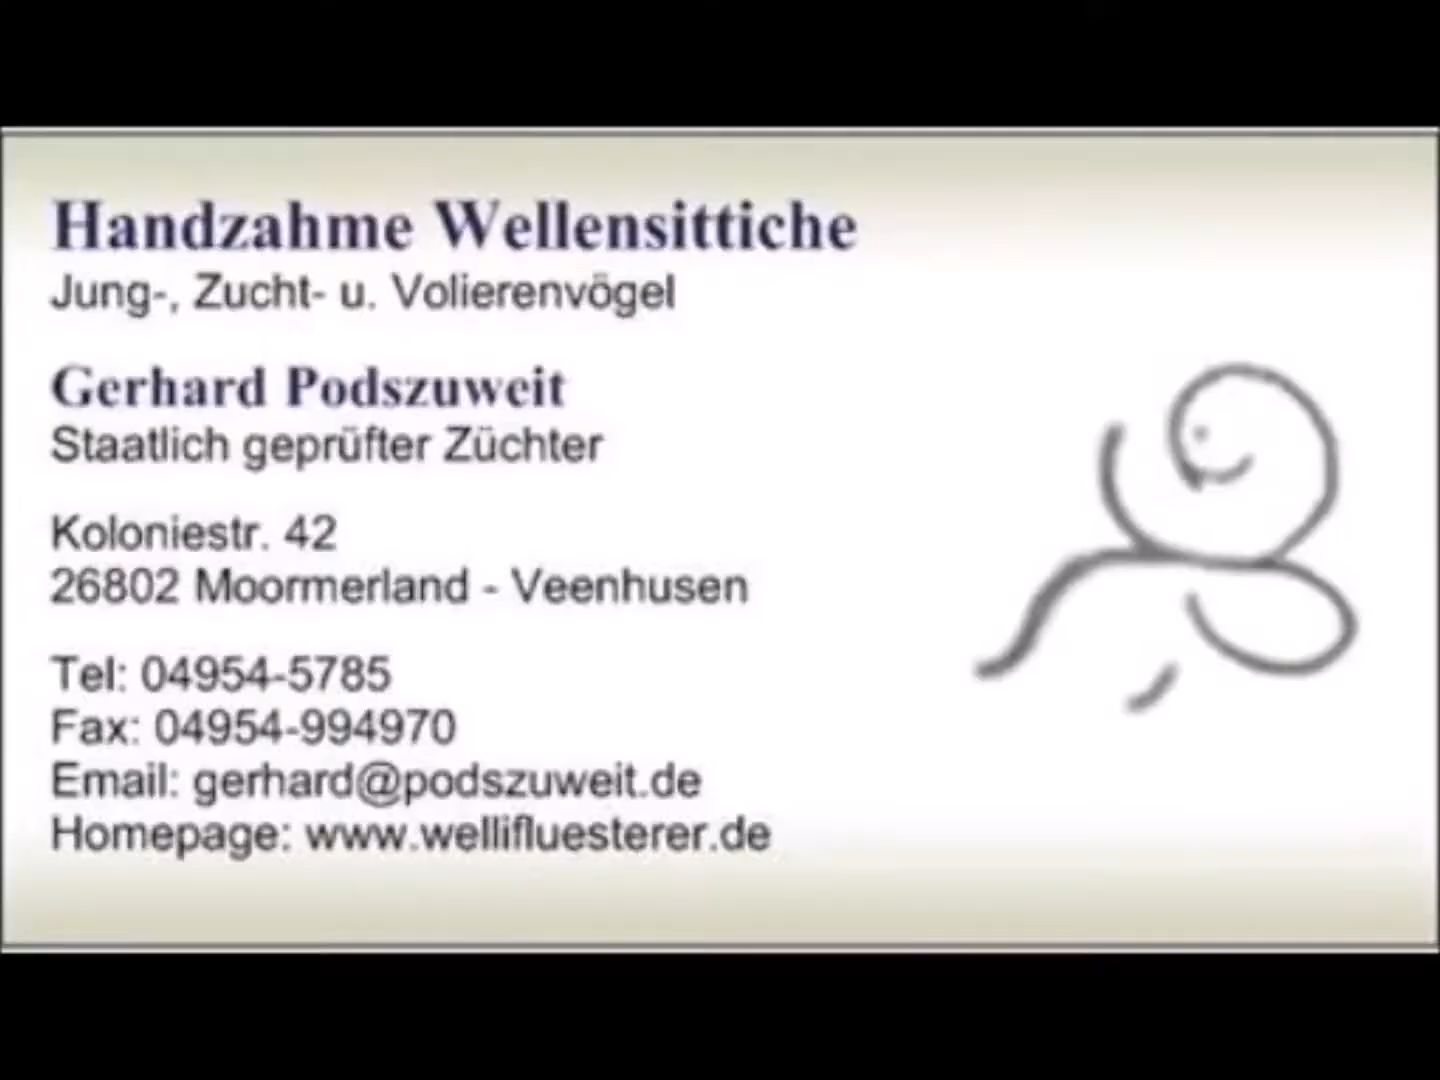 Handzahme Wellensittiche
Jung-, Zucht- u. Volierenvögel
Gerhard Podszuweit
Staatlich geprüfter Züchter
Koloniestr. 42
26802 Moormerland - Veenhusen
Tel: 04954-5785
Fax: 04954-994970
Email: gerhard@podszuweit.de
Homepage: www.wellifluesterer.de